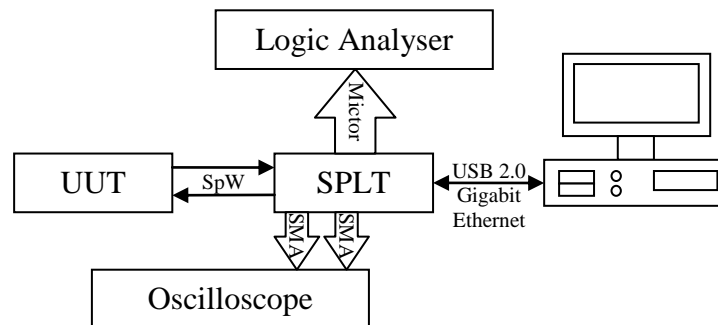 Logic Analyser
Mictor
UUT
SpW
SPLT
USB 2.0
Gigabit
Ethernet
SMA
SMA
Oscilloscope